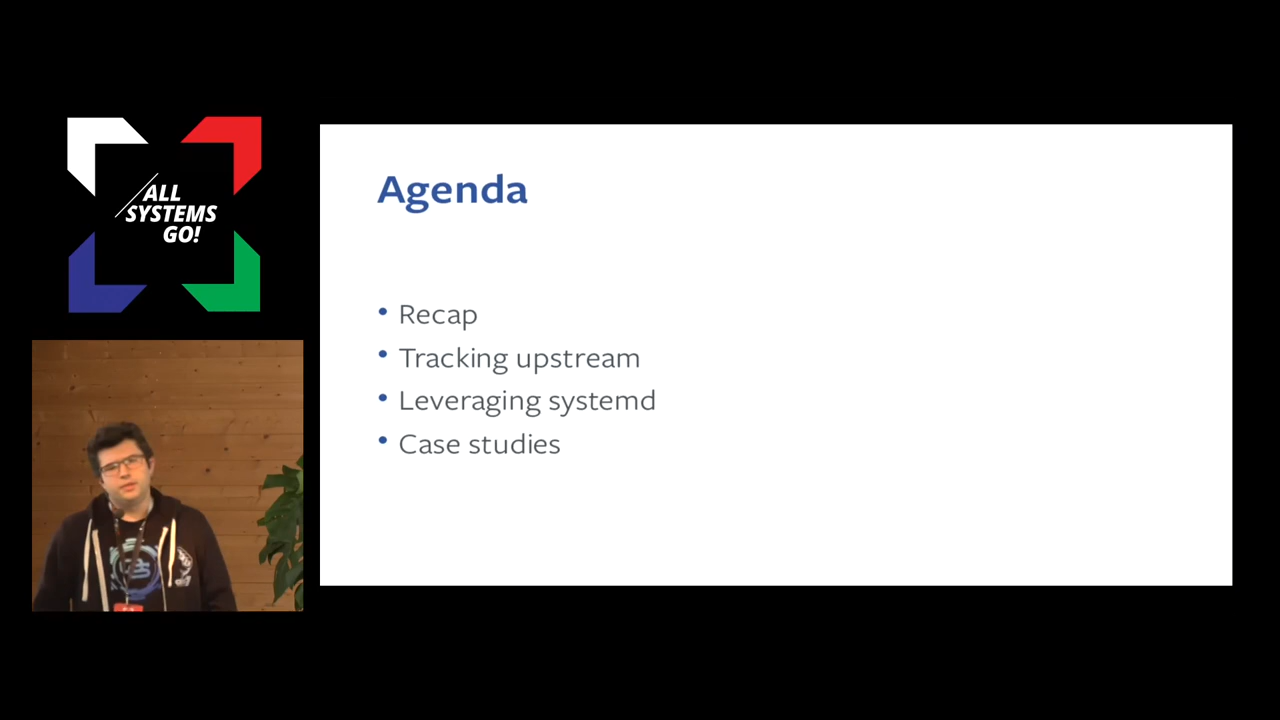 ALL
SYSTEMS
GO!
Agenda
• Recap
• Tracking upstream
• Leveraging systemd
• Case studies